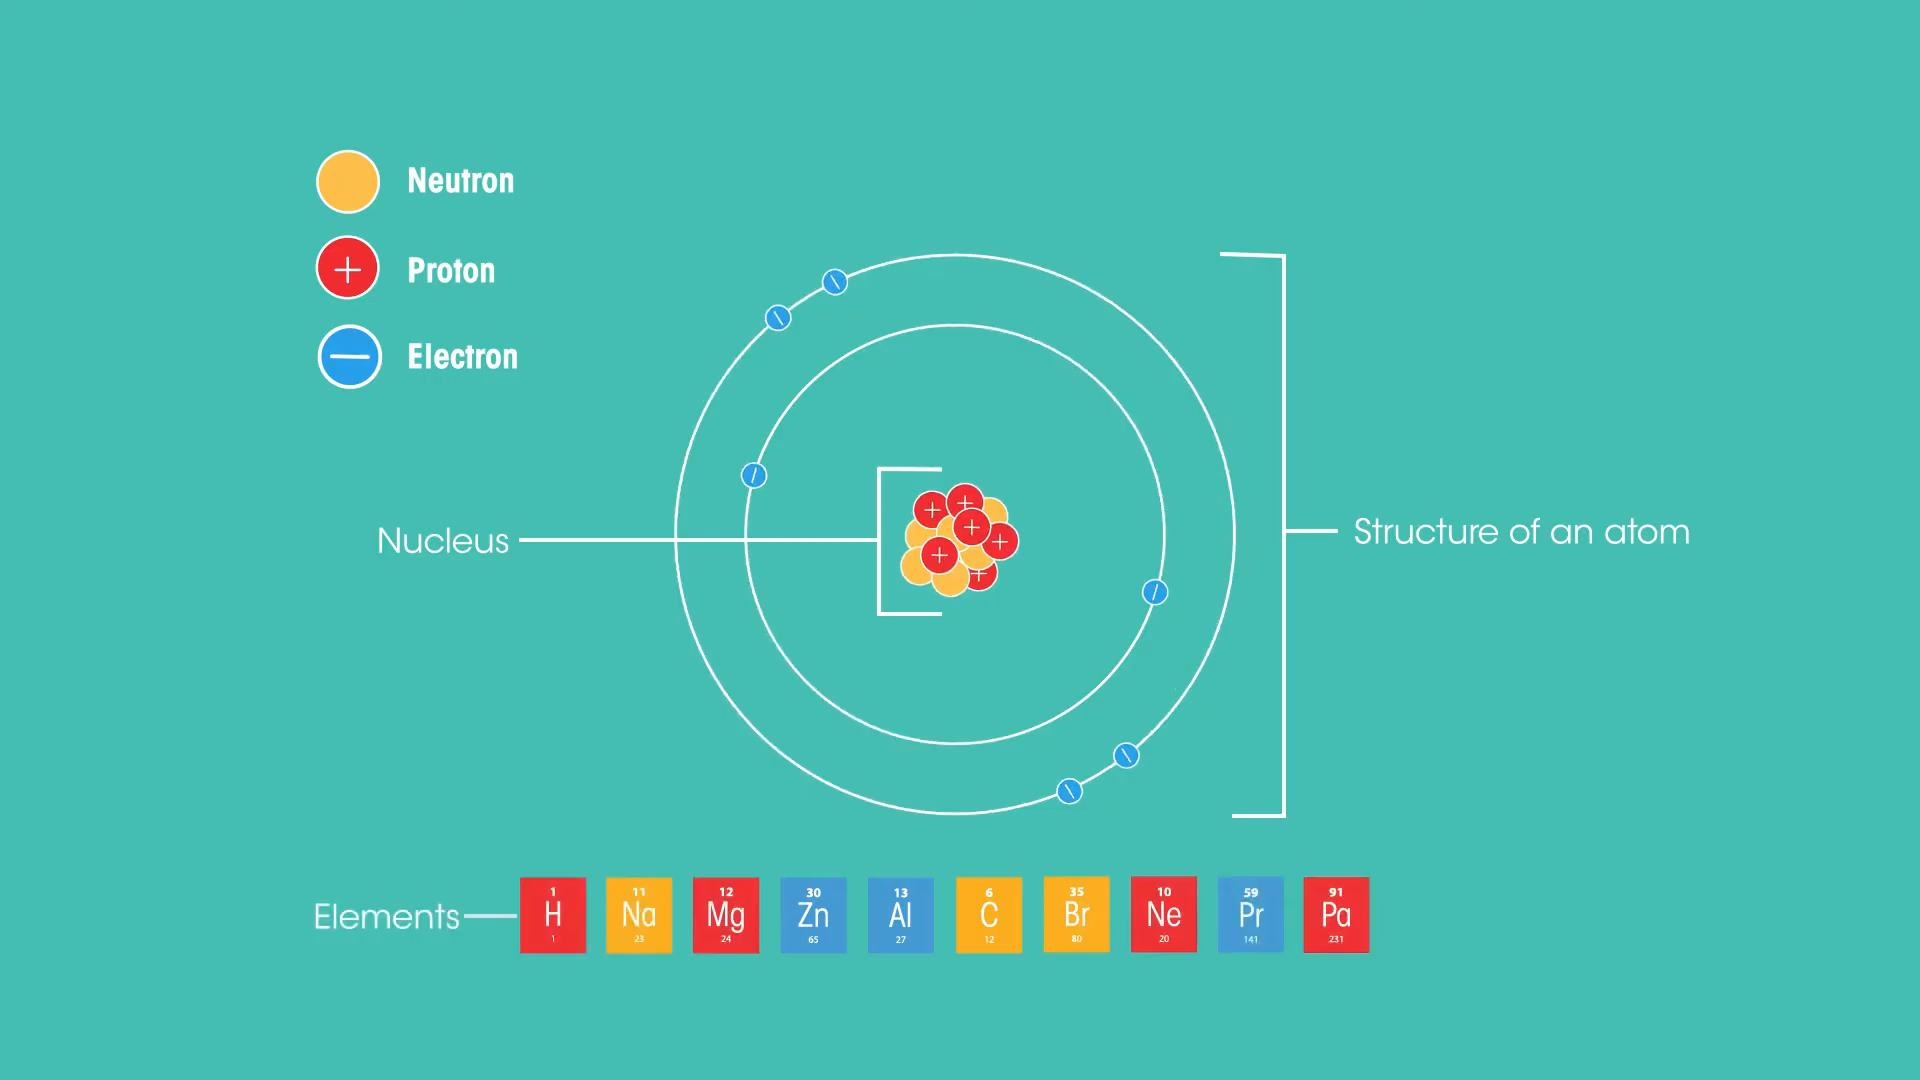 Neutron
+ Proton
− Electron
Nucleus
Structure of an atom
Elements
1 11 12 30 13 6 35 10 59 91
H Na Mg Zn Al C Br Ne Pr Pa
1 23 24 65 27 12 80 20 141 231